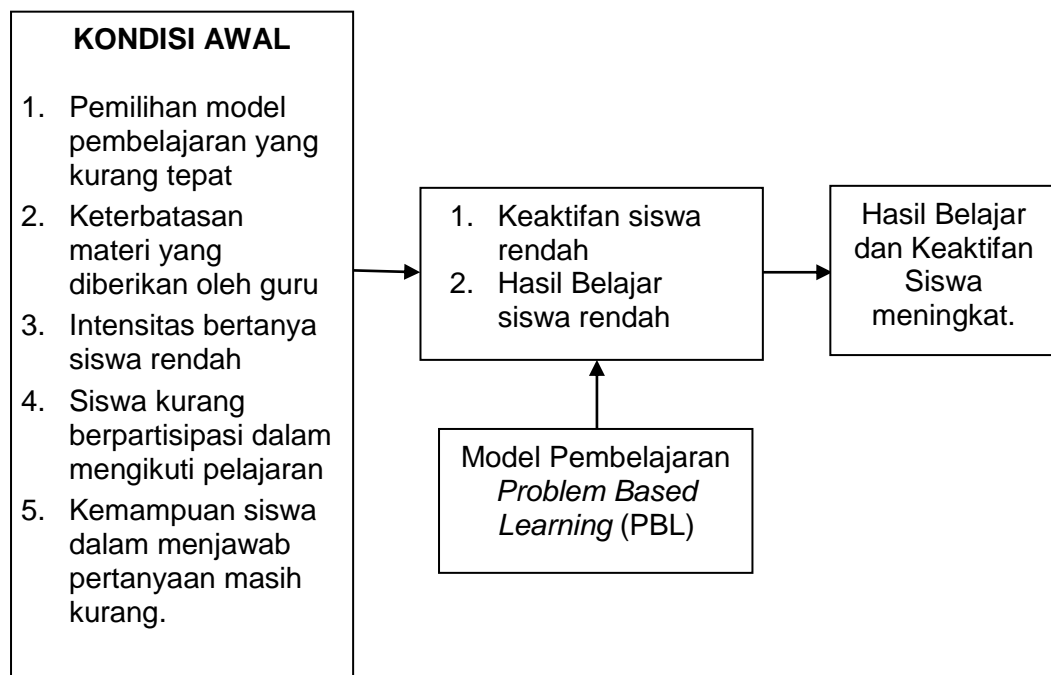 KONDISI AWAL
1. Pemilihan model
pembelajaran yang
kurang tepat
2. Keterbatasan
materi yang
diberikan oleh guru
3. Intensitas bertanya
siswa rendah
4. Siswa kurang
berpartisipasi dalam
mengikuti pelajaran
5. Kemampuan siswa
dalam menjawab
pertanyaan masih
kurang.
1. Keaktifan siswa
rendah
2. Hasil Belajar
siswa rendah
Model Pembelajaran
Problem Based
Learning (PBL)
Hasil Belajar
dan Keaktifan
Siswa
meningkat.